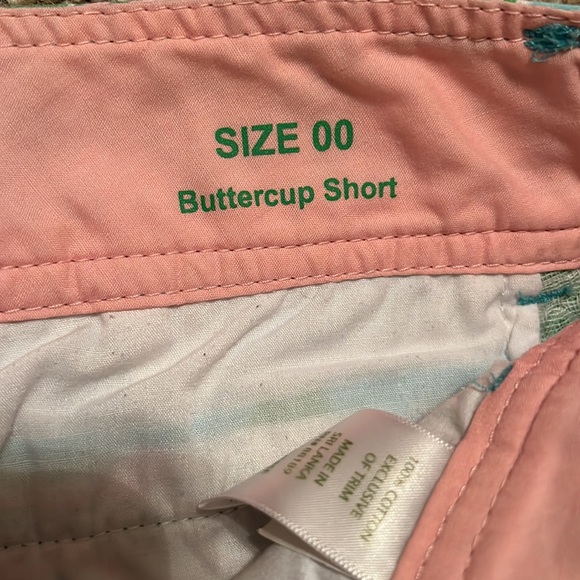 SIZE 00
Buttercup Short
100% COTTON
EXCLUSIVE
OF TRIM
MADE IN
SRI LANKA